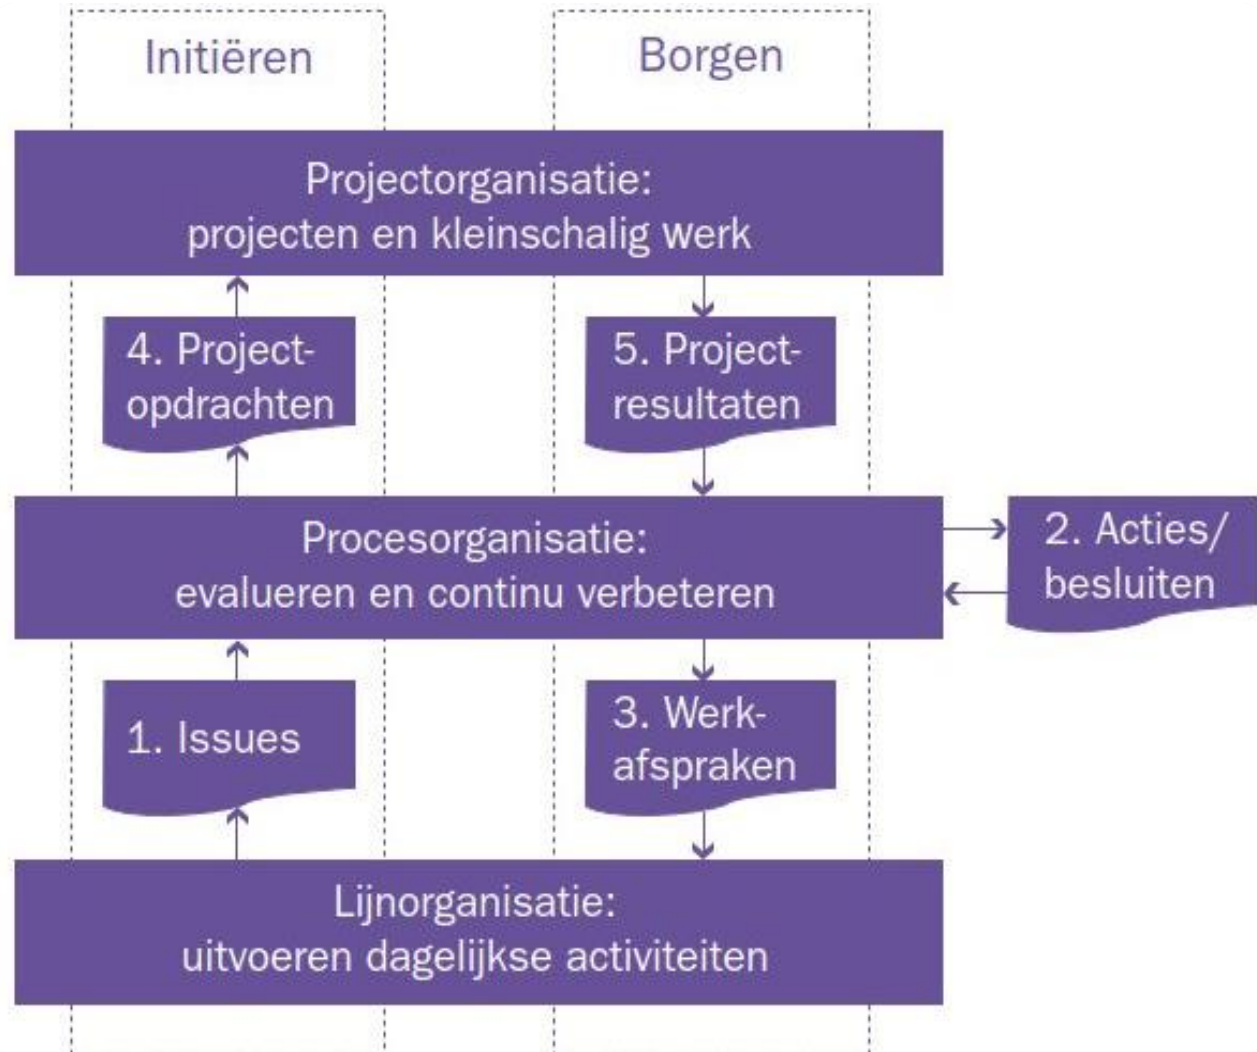 Initiëren
Borgen
Projectorganisatie:
projecten en kleinschalig werk
4. Project-
opdrachten
5. Project-
resultaten
Procesorganisatie:
evalueren en continu verbeteren
2. Acties/
besluiten
1. Issues
3. Werk-
afspraken
Lijnorganisatie:
uitvoeren dagelijkse activiteiten